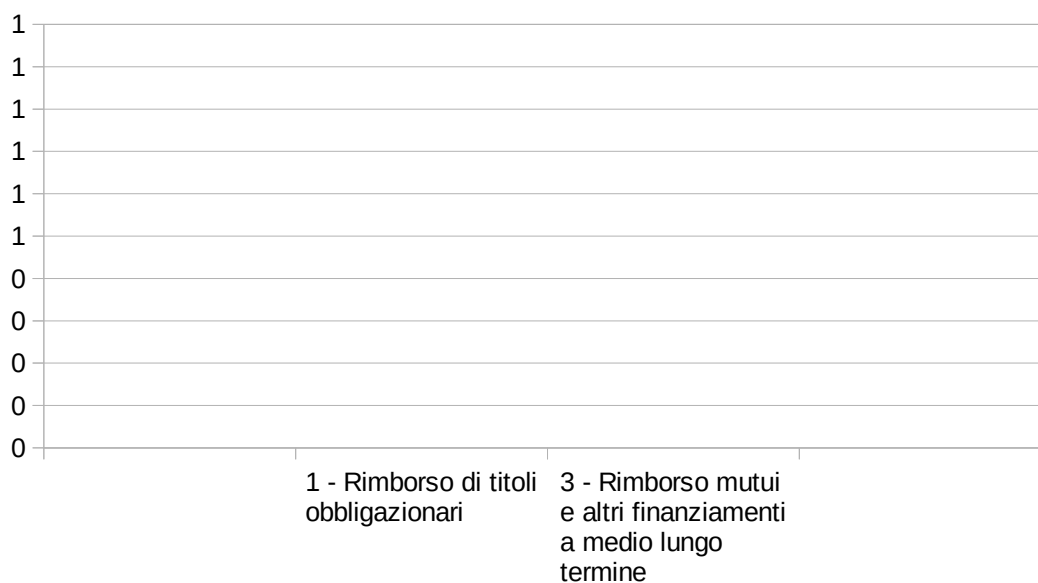 1
1
1
1
1
1
0
0
0
0
0
1 - Rimborso di titoli
obbligazionari
3 - Rimborso mutui
e altri finanziamenti
a medio lungo
termine